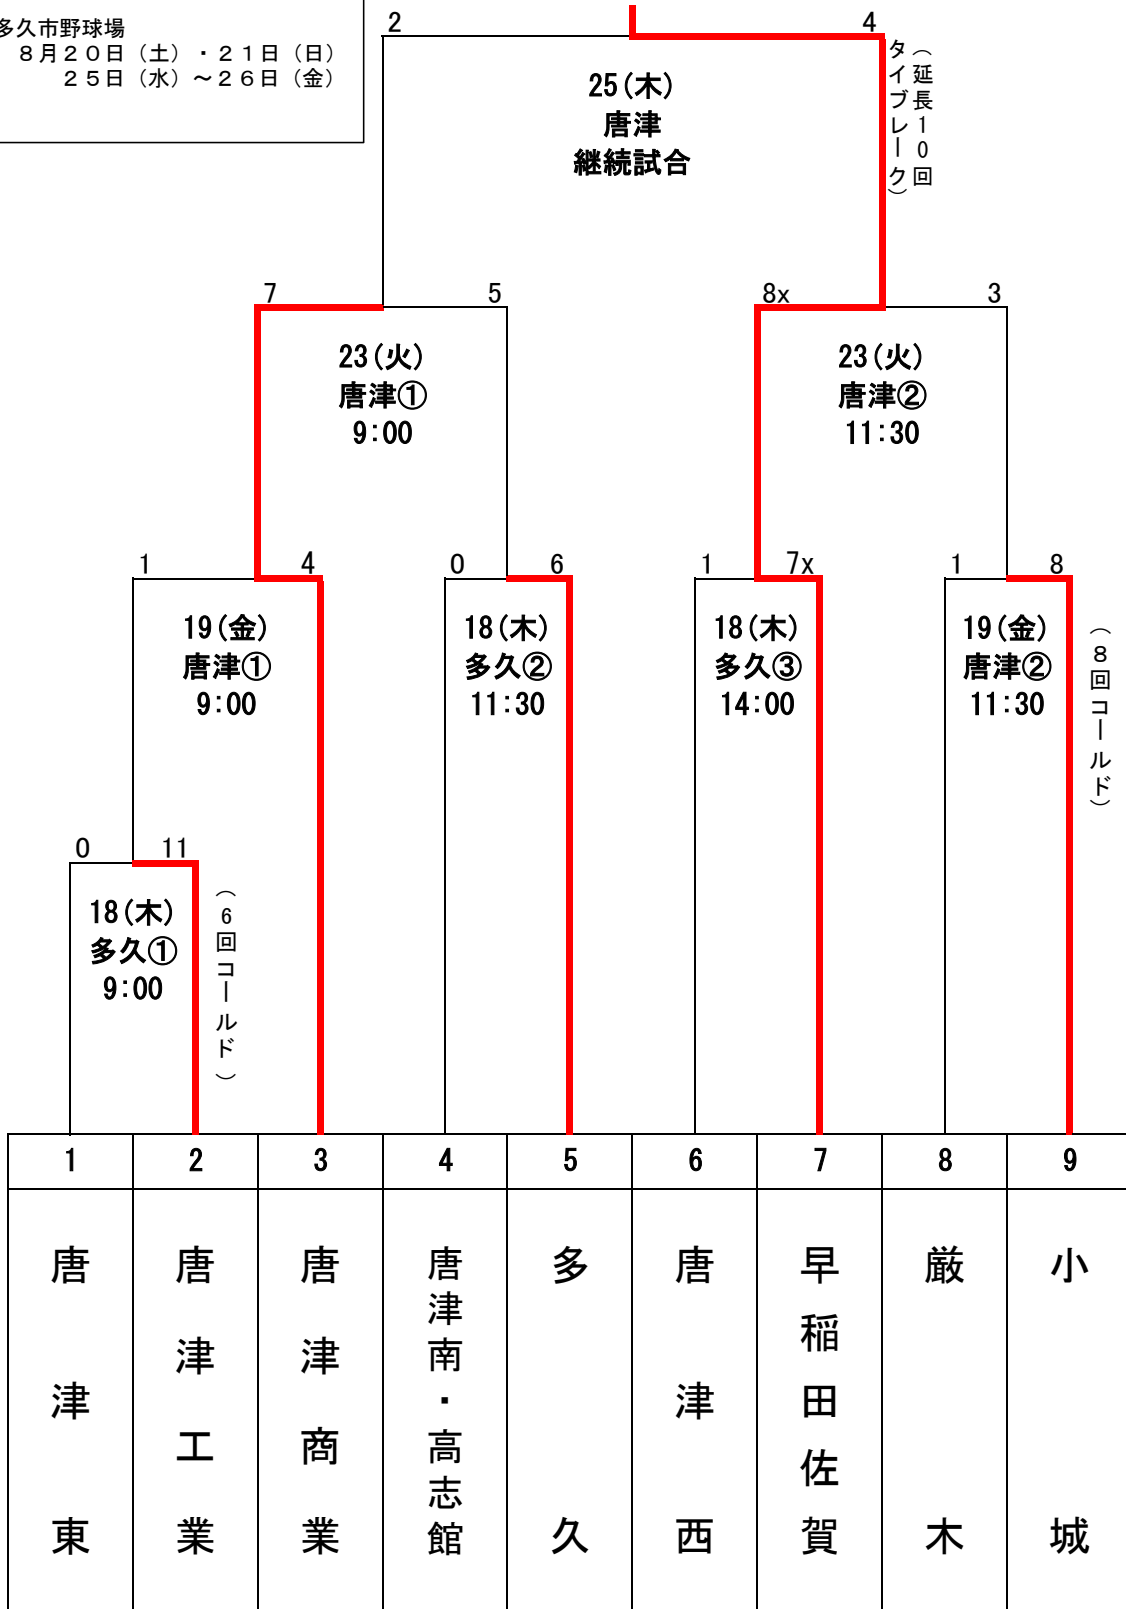 多久市野球場
８月２０日（土）・２１日（日）
２５日（水）～２６日（金）
2
4
（延長１０回
タイブレーク）
25(木)
唐津
継続試合
7
5
8x
3
23(火)
唐津①
9:00
23(火)
唐津②
11:30
1
4
0
6
1
7x
1
8
19(金)
唐津①
9:00
18(木)
多久②
11:30
18(木)
多久③
14:00
19(金)
唐津②
11:30
（８回コールド）
0
11
18(木)
多久①
9:00
（６回コールド）
1
2
3
4
5
6
7
8
9
唐津東
唐津工業
唐津商業
唐津南・高志館
多久
唐津西
早稲田佐賀
厳木
小城